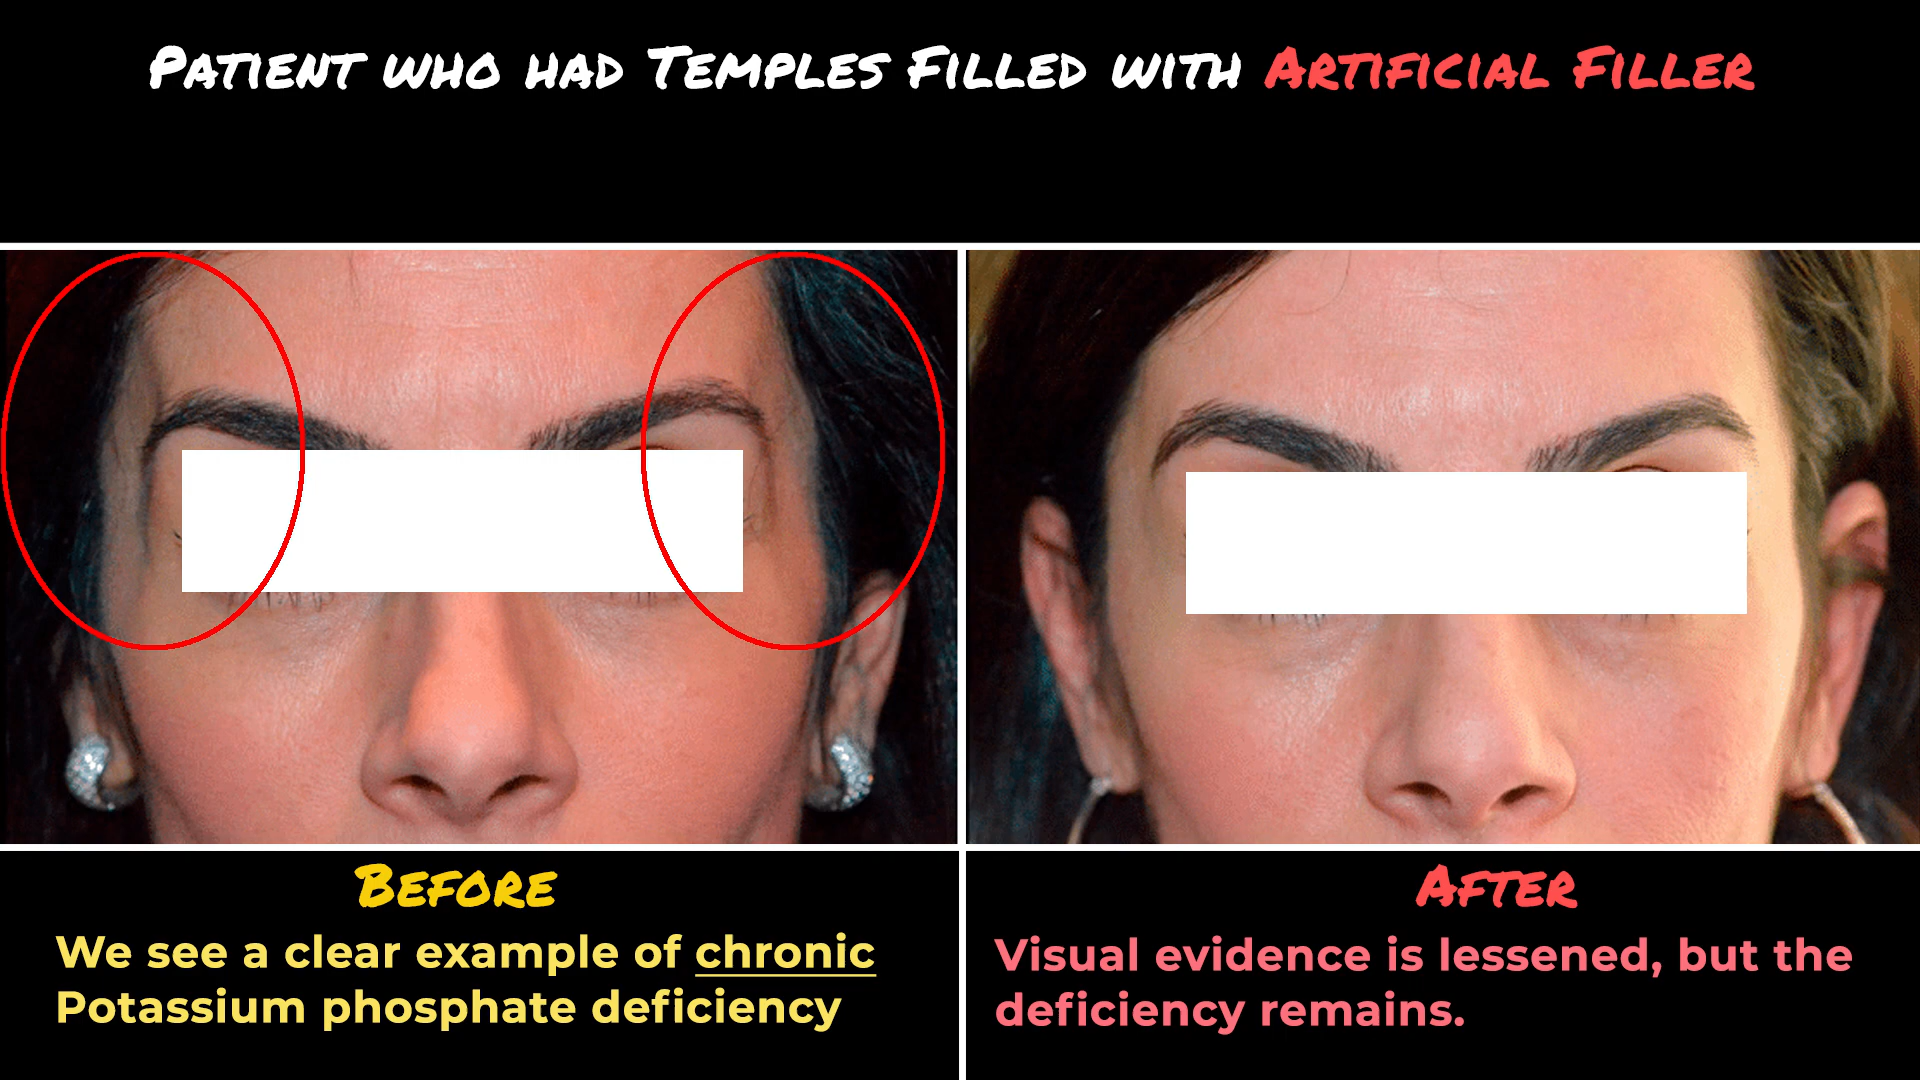 Patient who had Temples Filled with Artificial Filler
Before
We see a clear example of chronic
Potassium phosphate deficiency
After
Visual evidence is lessened, but the
deficiency remains.